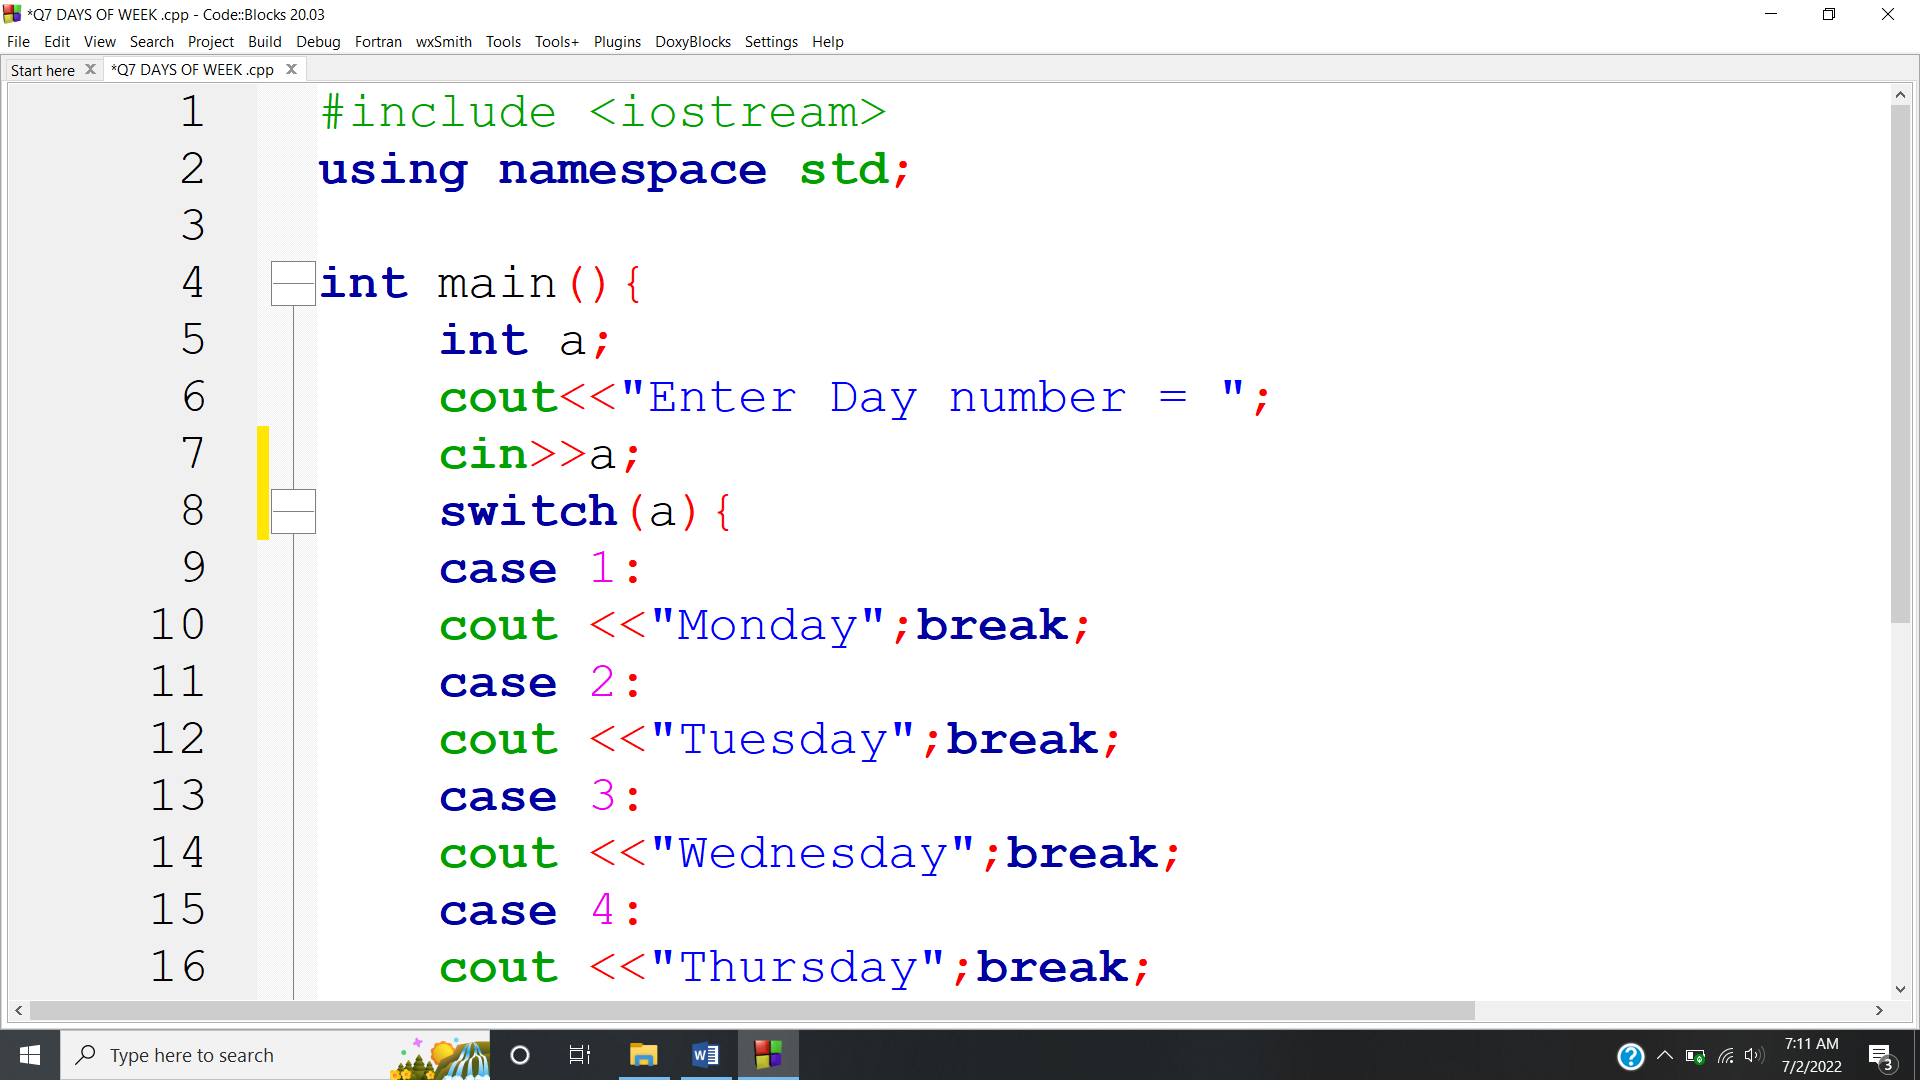 *Q7 DAYS OF WEEK .cpp - Code::Blocks 20.03
File Edit View Search Project Build Debug Fortran wxSmith Tools Tools+ Plugins DoxyBlocks Settings Help
Start here *Q7 DAYS OF WEEK .cpp
1 #include <iostream>
2 using namespace std;
3
4 int main(){
5 int a;
6 cout<<"Enter Day number = ";
7 cin>>a;
8 switch(a){
9 case 1:
10 cout <<"Monday";break;
11 case 2:
12 cout <<"Tuesday";break;
13 case 3:
14 cout <<"Wednesday";break;
15 case 4:
16 cout <<"Thursday";break;
Type here to search
7:11 AM
7/2/2022
3